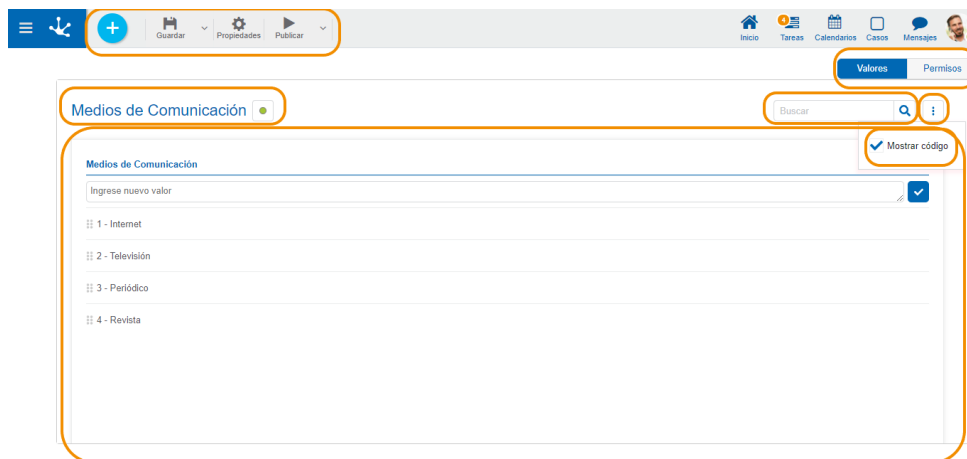 Guardar Propiedades Publicar
4
Inicio Tareas Calendarios Casos Mensajes
Valores Permisos
Medios de Comunicación
Buscar
Mostrar código
Medios de Comunicación
Ingrese nuevo valor
1 - Internet
2 - Televisión
3 - Periódico
4 - Revista